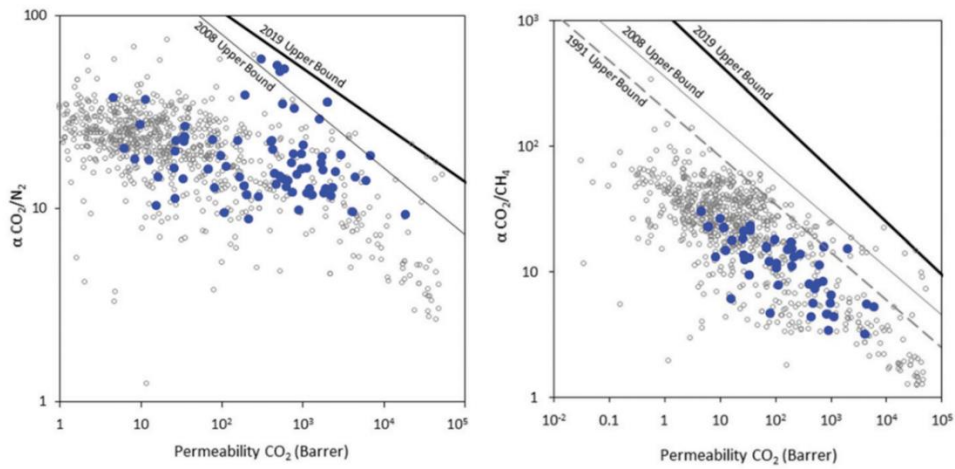 100
10
1
α CO₂/N₂
2019 Upper Bound
2008 Upper Bound
1 10 10² 10³ 10⁴ 10⁵
Permeability CO₂ (Barrer)
10³
10²
10
1
α CO₂/CH₄
2019 Upper Bound
2008 Upper Bound
1991 Upper Bound
10⁻² 0.1 1 10 10² 10³ 10⁴ 10⁵
Permeability CO₂ (Barrer)